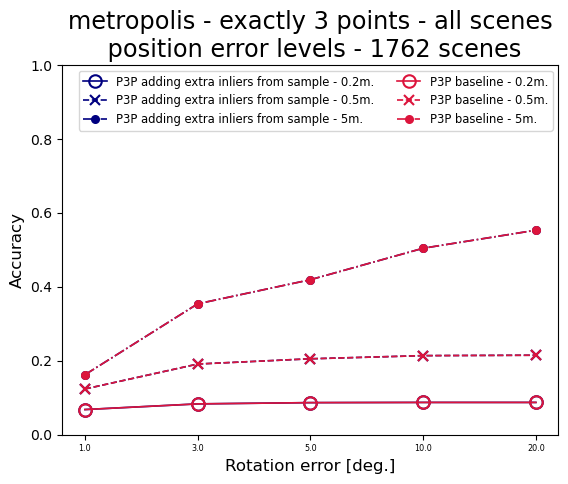 metropolis - exactly 3 points - all scenes
position error levels - 1762 scenes
P3P adding extra inliers from sample - 0.2m.
P3P adding extra inliers from sample - 0.5m.
P3P adding extra inliers from sample - 5m.
P3P baseline - 0.2m.
P3P baseline - 0.5m.
P3P baseline - 5m.
1.0
0.8
0.6
0.4
0.2
0.0
Accuracy
1.0 3.0 5.0 10.0 20.0
Rotation error [deg.]